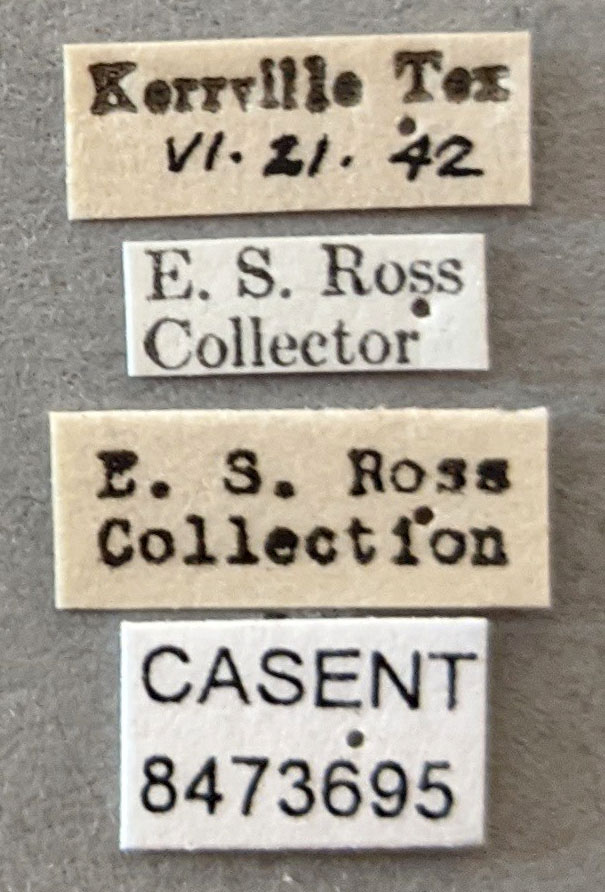 Kerrville Tex
VI. 21. 42
E. S. Ross
Collector
E. S. Ross
Collection
CASENT
8473695